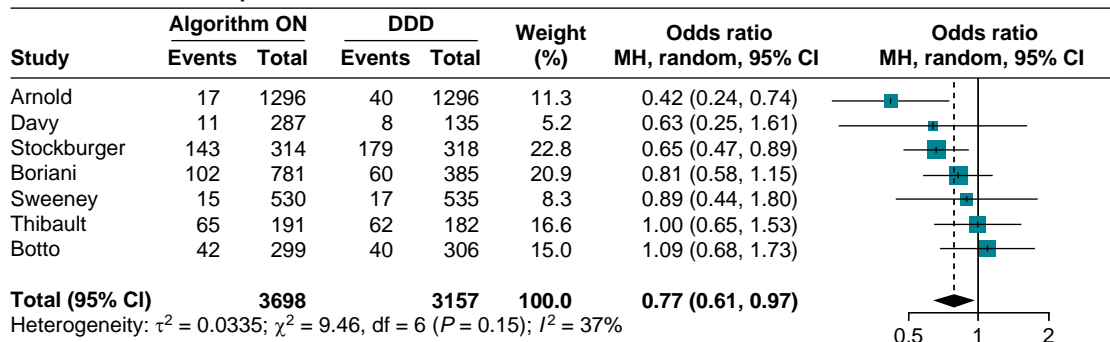 Algorithm ON DDD Weight Odds ratio Odds ratio
Study Events Total Events Total (%) MH, random, 95% CI MH, random, 95% CI
Arnold 17 1296 40 1296 11.3 0.42 (0.24, 0.74)
Davy 11 287 8 135 5.2 0.63 (0.25, 1.61)
Stockburger 143 314 179 318 22.8 0.65 (0.47, 0.89)
Boriani 102 781 60 385 20.9 0.81 (0.58, 1.15)
Sweeney 15 530 17 535 8.3 0.89 (0.44, 1.80)
Thibault 65 191 62 182 16.6 1.00 (0.65, 1.53)
Botto 42 299 40 306 15.0 1.09 (0.68, 1.73)
Total (95% CI) 3698 3157 100.0 0.77 (0.61, 0.97)
Heterogeneity: τ² = 0.0335; χ² = 9.46, df = 6 (P = 0.15); I² = 37%
0.5 1 2